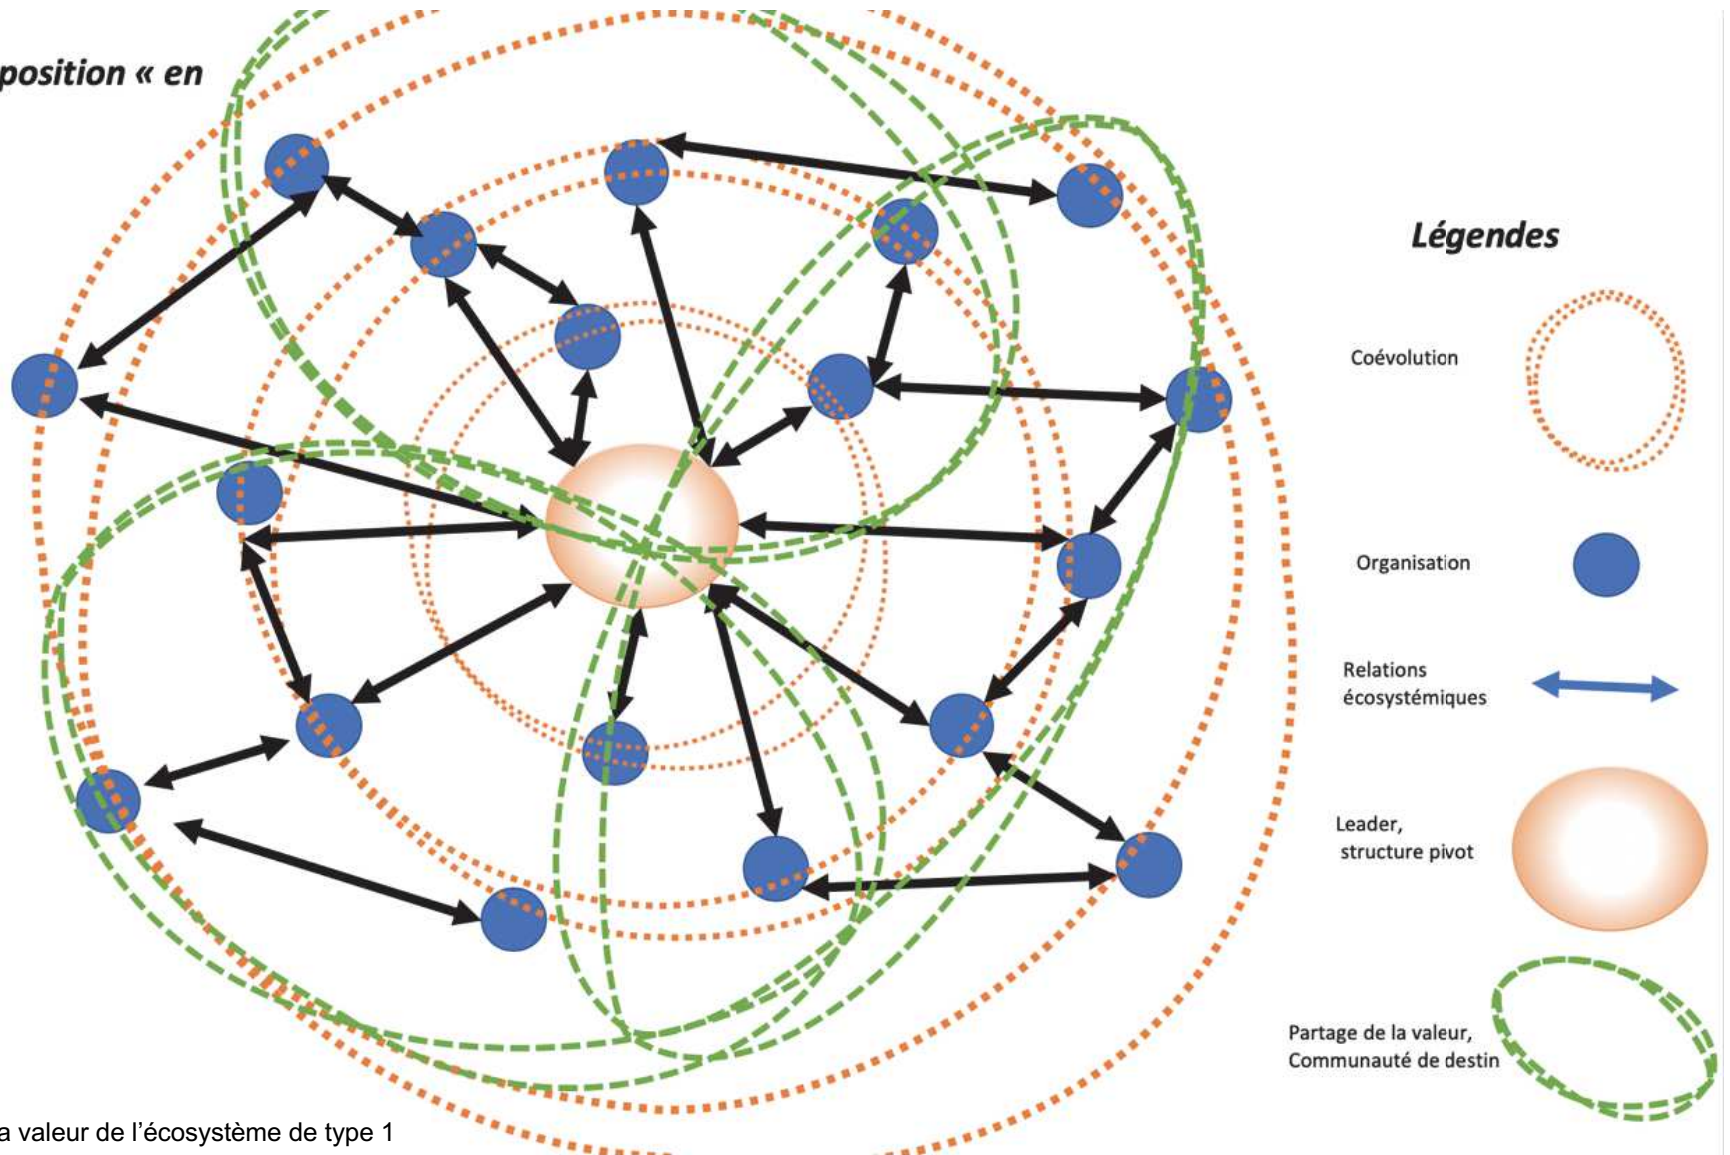 position « en
Légendes
Coévolution
Organisation
Relations
écosystémiques
Leader,
structure pivot
Partage de la valeur,
Communauté de destin
a valeur de l’écosystème de type 1